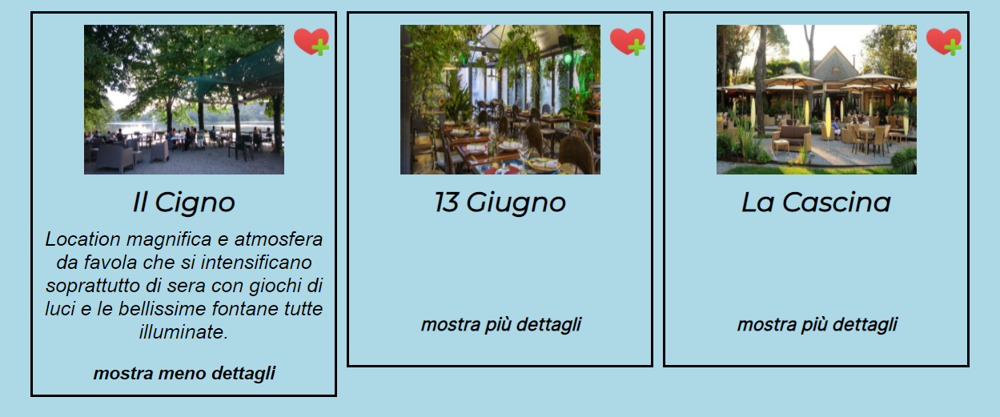 Il Cigno
Location magnifica e atmosfera
da favola che si intensificano
soprattutto di sera con giochi di
luci e le bellissime fontane tutte
illuminate.
mostra meno dettagli
13 Giugno
mostra più dettagli
La Cascina
mostra più dettagli